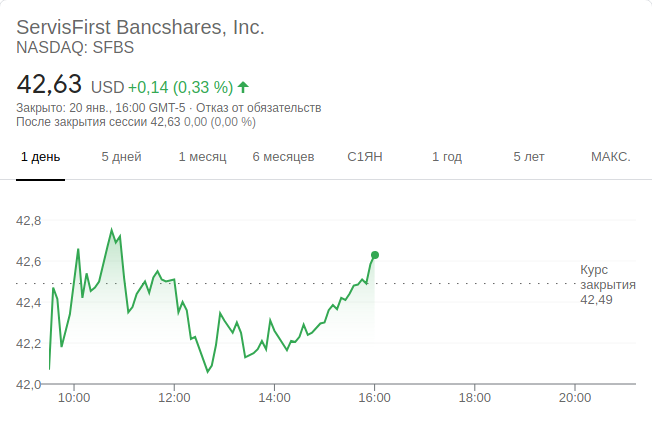 ServisFirst Bancshares, Inc.
NASDAQ: SFBS
42,63 USD +0,14 (0,33 %)
Закрыто: 20 янв., 16:00 GMT-5 · Отказ от обязательств
После закрытия сессии 42,63 0,00 (0,00 %)
1 день 5 дней 1 месяц 6 месяцев С1ЯН 1 год 5 лет МАКС.
42,8
42,6
42,4
42,2
42,0
Курс
закрытия
42,49
10:00 12:00 14:00 16:00 18:00 20:00